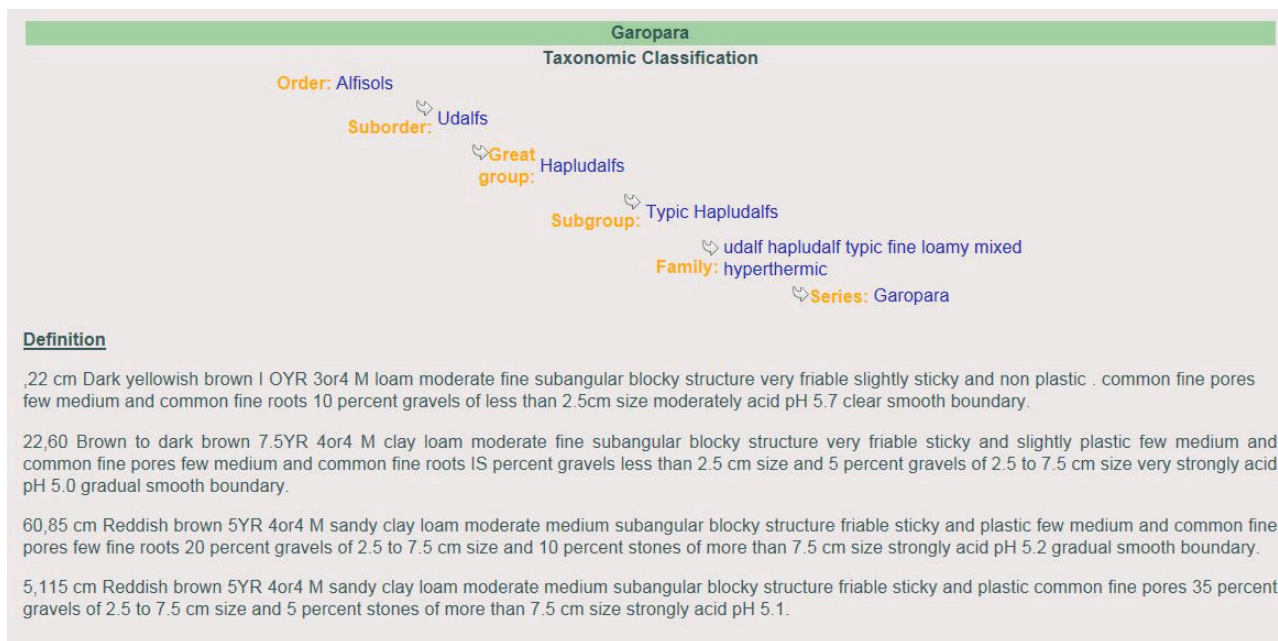 Garopara
Taxonomic Classification
Order: Alfisols
Suborder: Udalfs
Great group: Hapludalfs
Subgroup: Typic Hapludalfs
Family: udalf hapludalf typic fine loamy mixed
hyperthermic
Series: Garopara
Definition
,22 cm Dark yellowish brown I OYR 3or4 M loam moderate fine subangular blocky structure very friable slightly sticky and non plastic . common fine pores
few medium and common fine roots 10 percent gravels of less than 2.5cm size moderately acid pH 5.7 clear smooth boundary.
22,60 Brown to dark brown 7.5YR 4or4 M clay loam moderate fine subangular blocky structure very friable sticky and slightly plastic few medium and
common fine pores few medium and common fine roots IS percent gravels less than 2.5 cm size and 5 percent gravels of 2.5 to 7.5 cm size very strongly acid
pH 5.0 gradual smooth boundary.
60,85 cm Reddish brown 5YR 4or4 M sandy clay loam moderate medium subangular blocky structure friable sticky and plastic few medium and common fine
pores few fine roots 20 percent gravels of 2.5 to 7.5 cm size and 10 percent stones of more than 7.5 cm size strongly acid pH 5.2 gradual smooth boundary.
5,115 cm Reddish brown 5YR 4or4 M sandy clay loam moderate medium subangular blocky structure friable sticky and plastic common fine pores 35 percent
gravels of 2.5 to 7.5 cm size and 5 percent stones of more than 7.5 cm size strongly acid pH 5.1.